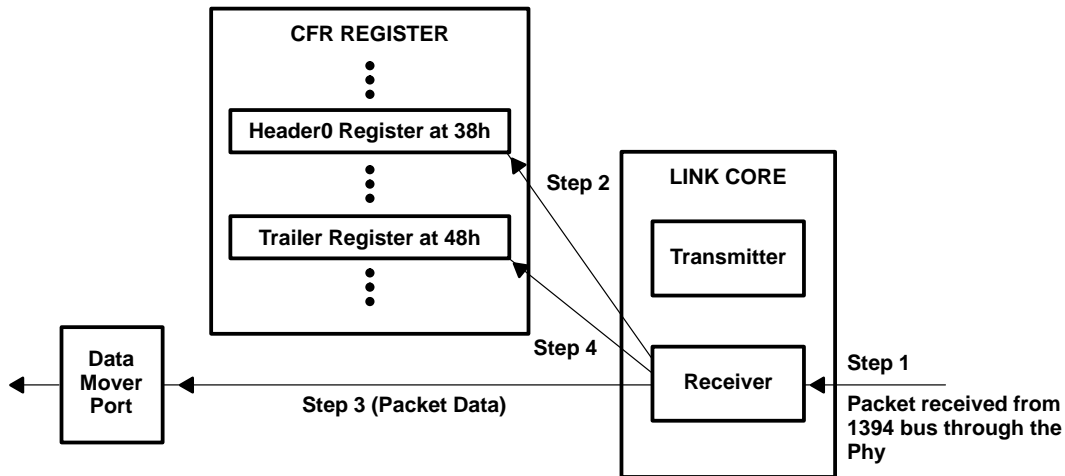 CFR REGISTER
Header0 Register at 38h
Trailer Register at 48h
Step 2
LINK CORE
Transmitter
Step 4
Receiver
Step 1
Packet received from
1394 bus through the
Phy
Step 3 (Packet Data)
Data
Mover
Port